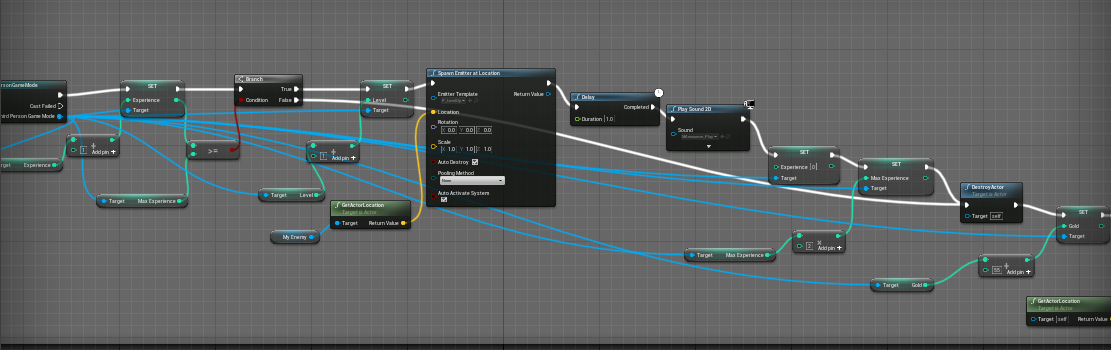 rsonGameMode
Cast Failed
hird Person Game Mode
rget Experience
1 + Add pin +
SET
Experience
Target
Target Max Experience
>=
Branch
True
Condition False
Target Level
1 + Add pin +
SET
Level
Target
My Enemy
GetActorLocation
Target is Actor
Target Return Value
Spawn Emitter at Location
Emitter Template
Return Value
Location
Rotation
X 0.0 Y 0.0 Z 0.0
Scale
X 1.0 Y 1.0 Z 1.0
Auto Destroy
Pooling Method
None
Auto Activate System
Delay
Completed
Duration 1.0
Play Sound 2D
Sound
SET
Experience 0
Target
Target Max Experience
2 × Add pin +
SET
Max Experience
Target
Target Gold
DestroyActor
Target is Actor
Target self
55 + Add pin +
SET
Gold
Target
GetActorLocation
Target is Actor
Target self Return Value